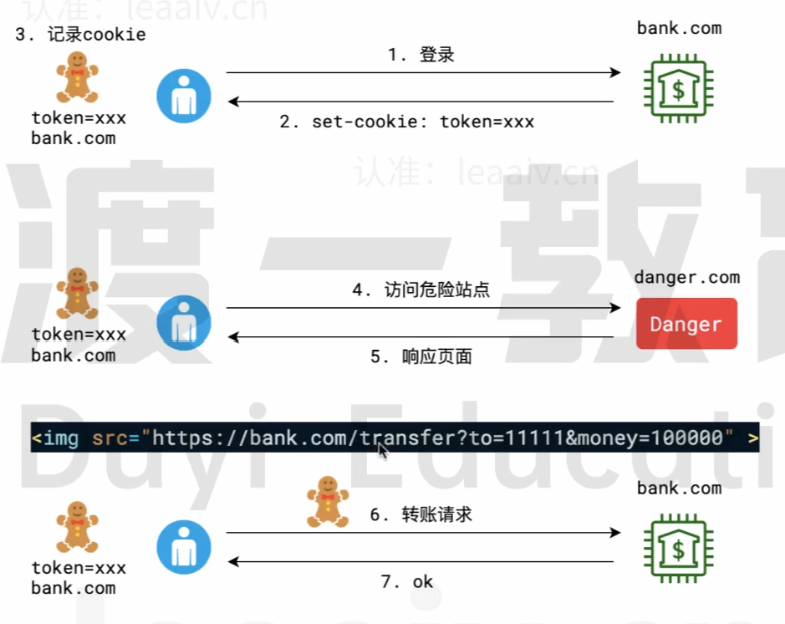 认准：leaaiv.cn
3. 记录cookie
bank.com
1. 登录
token=xxx
bank.com
2. set-cookie: token=xxx
认准：leaaiv.cn
渡一教育
danger.com
4. 访问危险站点
Danger
token=xxx
bank.com
5. 响应页面
<img src="https://bank.com/transfer?to=11111&money=100000" >
Duyi Educati
bank.com
6. 转账请求
token=xxx
bank.com
7. ok